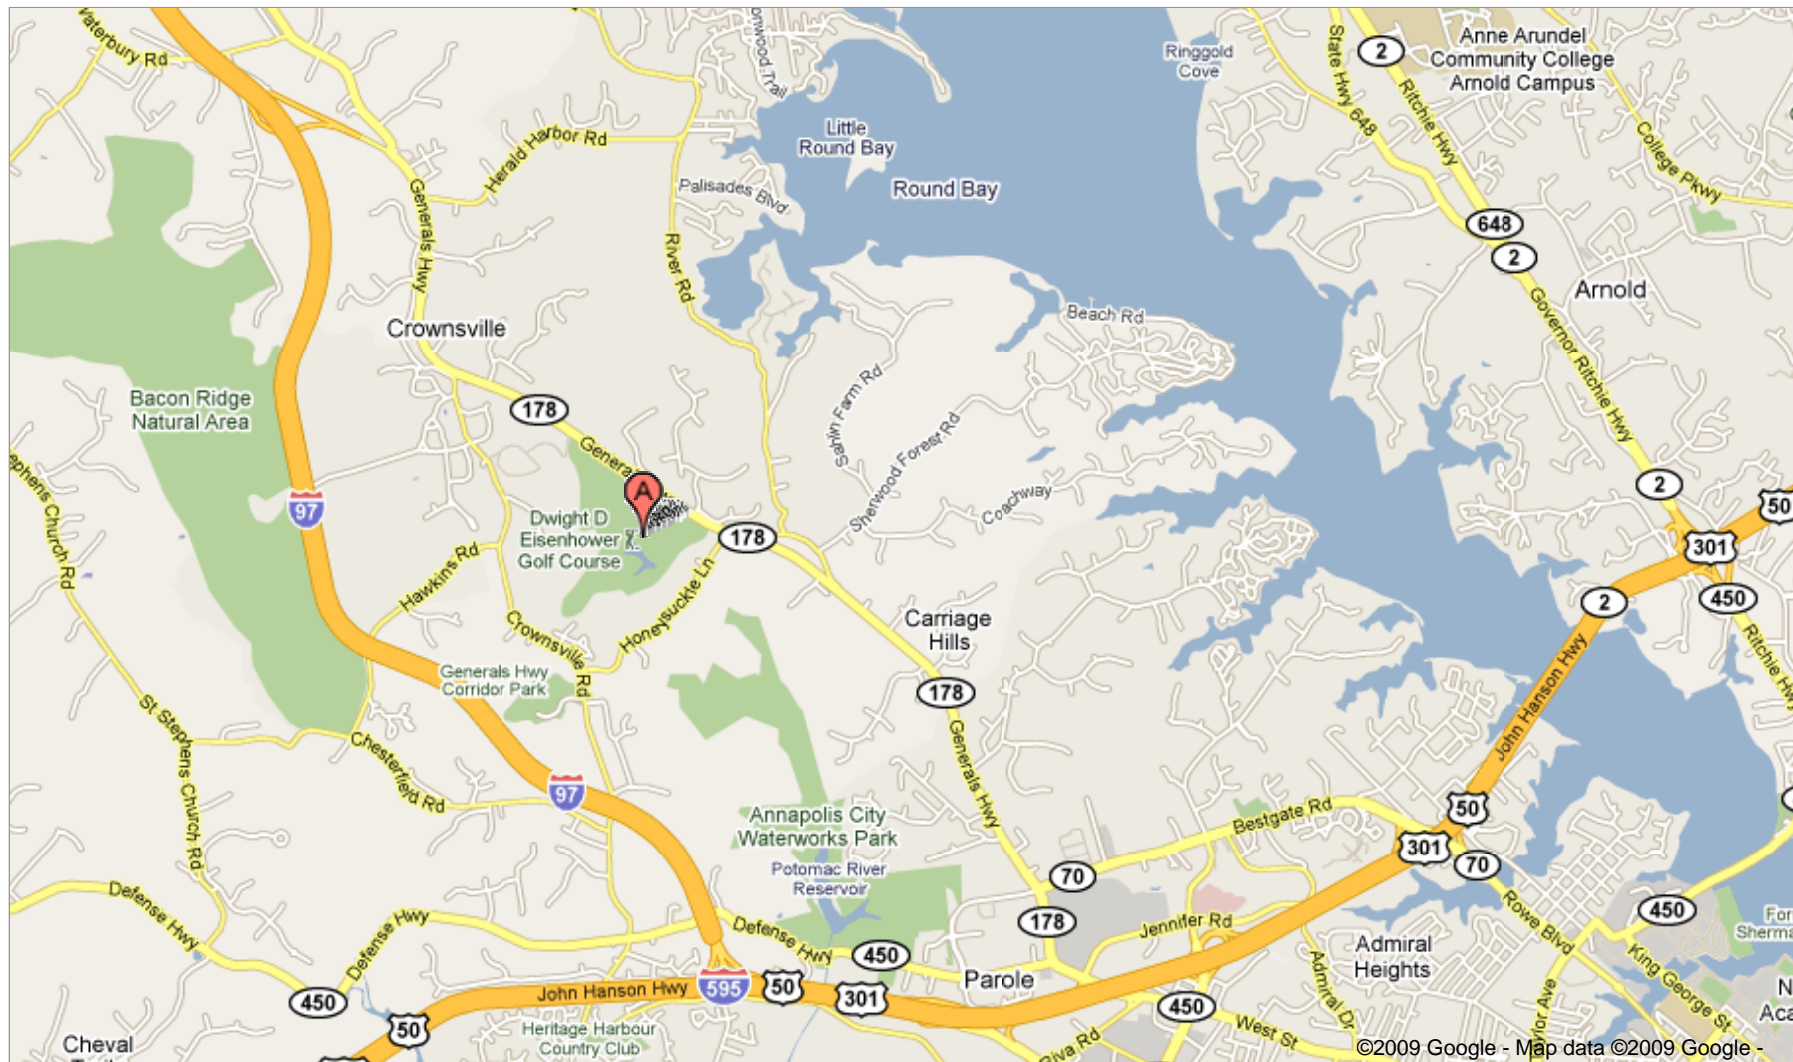 Waterbury Rd
Ringgold
Cove
State Hwy 648
2
Ritchie Hwy
Anne Arundel
Community College
Arnold Campus
College Pkwy
Herald Harbor Rd
Little
Round Bay
Round Bay
Palisades Blvd
Generals Hwy
River Rd
648
2
Arnold
Governor Ritchie Hwy
Crownsville
Beach Rd
Bacon Ridge
Natural Area
178
Sherwood Forest Rd
Coachway
A
97
Dwight D
Eisenhower
Golf Course
178
2
50
301
450
2
Hawkins Rd
Honeysuckle Ln
Crownsville Rd
Carriage
Hills
Generals Hwy
Corridor Park
178
John Hanson Hwy
St Stephens Church Rd
Chesterfield Rd
97
Generals Hwy
Annapolis City
Waterworks Park
Potomac River
Reservoir
Bestgate Rd
50
301
70
70
Rowe Blvd
450
Defense Hwy
Defense Hwy
Defense Hwy
450
178
Jennifer Rd
Admiral
Heights
Admiral Dr
King George St
450
50
John Hanson Hwy
595
50
301
Parole
450
West St
Riva Rd
Heritage Harbour
Country Club
Cheval
©2009 Google - Map data ©2009 Google -